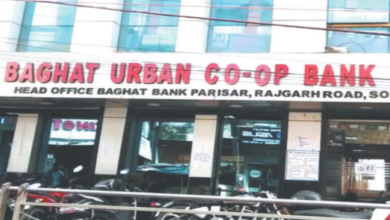 BAGHAT URBAN CO-OP BANK
HEAD OFFICE BAGHAT BANK PARISAR, RAJGARH ROAD, SO